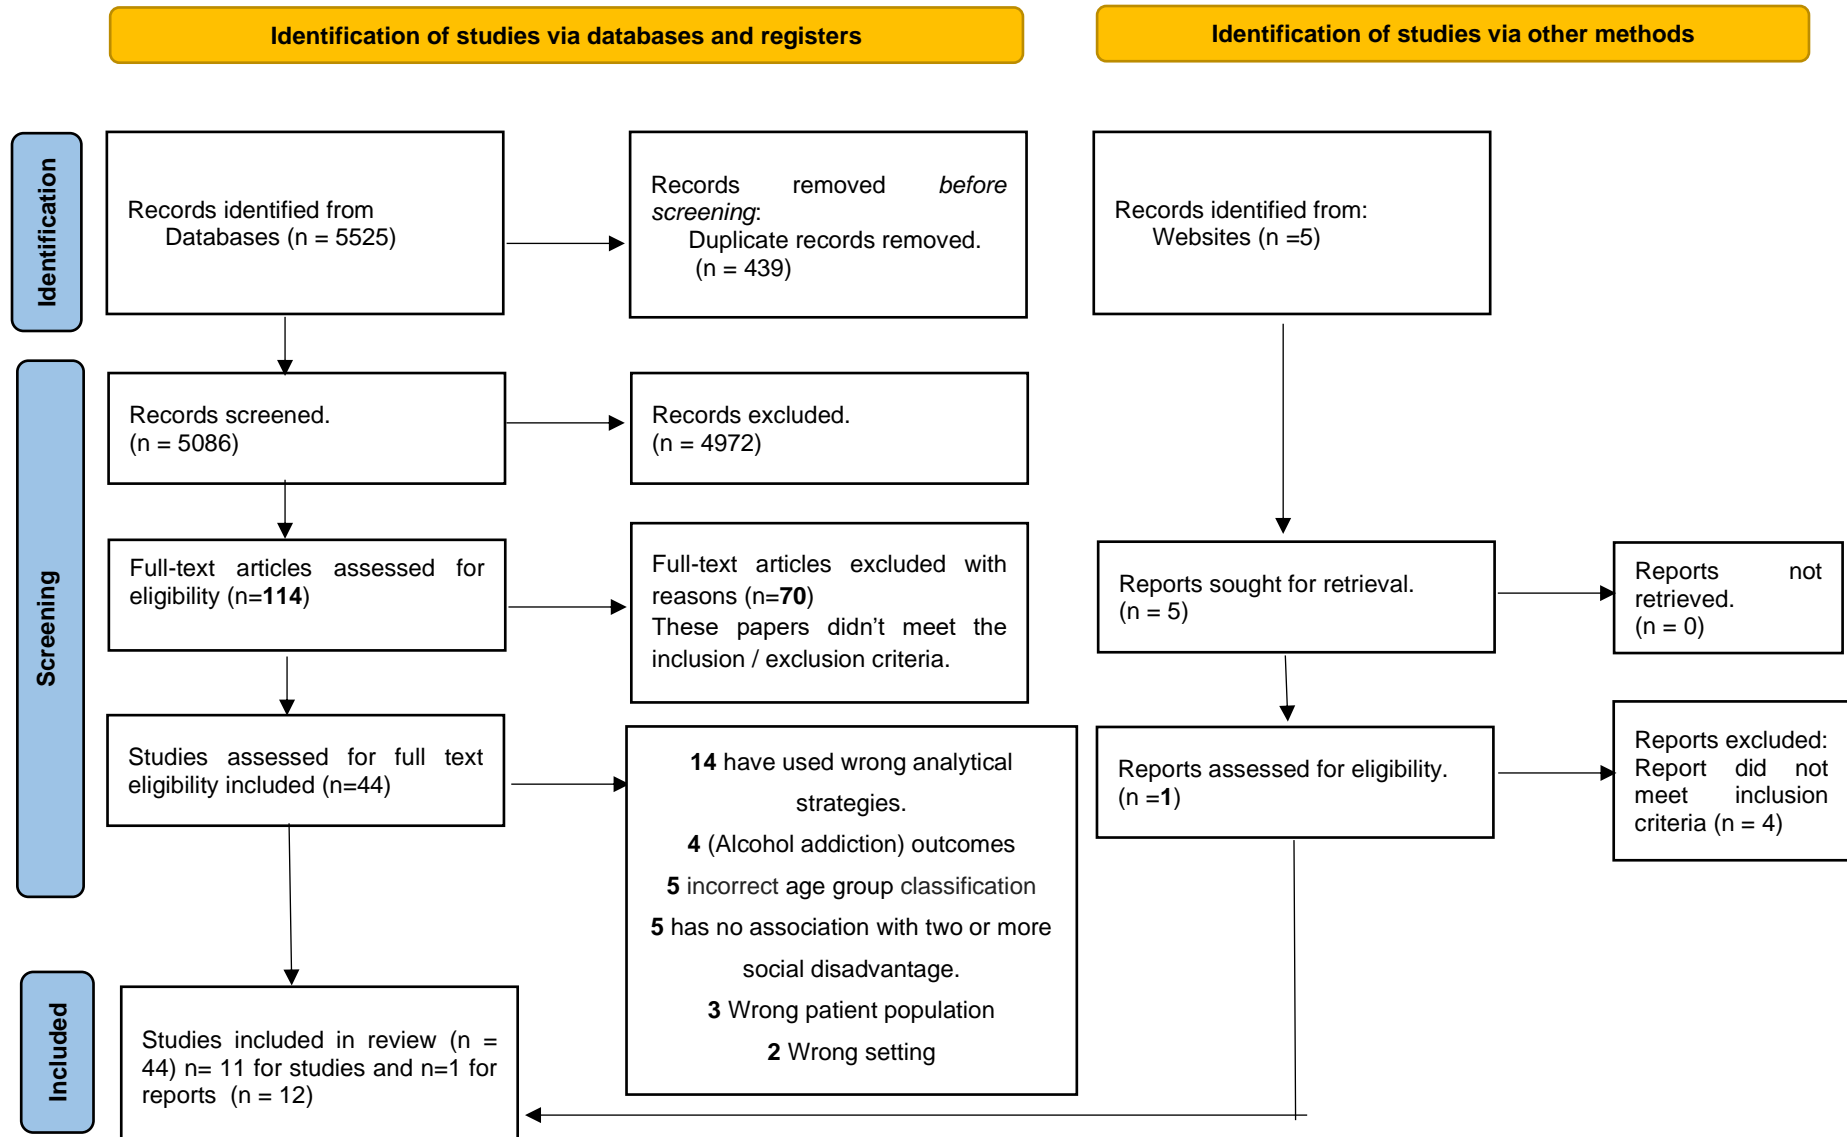 Identification of studies via databases and registers
Identification of studies via other methods
Identification
Records identified from
Databases (n = 5525)
Records removed before
screening:
Duplicate records removed.
(n = 439)
Records identified from:
Websites (n =5)
Screening
Records screened.
(n = 5086)
Records excluded.
(n = 4972)
Full-text articles assessed for
eligibility (n=114)
Full-text articles excluded with
reasons (n=70)
These papers didn’t meet the
inclusion / exclusion criteria.
Reports sought for retrieval.
(n = 5)
Reports not
retrieved.
(n = 0)
Studies assessed for full text
eligibility included (n=44)
14 have used wrong analytical
strategies.
4 (Alcohol addiction) outcomes
5 incorrect age group classification
5 has no association with two or more
social disadvantage.
3 Wrong patient population
2 Wrong setting
Reports assessed for eligibility.
(n =1)
Reports excluded:
Report did not
meet inclusion
criteria (n = 4)
Included
Studies included in review (n =
44) n= 11 for studies and n=1 for
reports (n = 12)